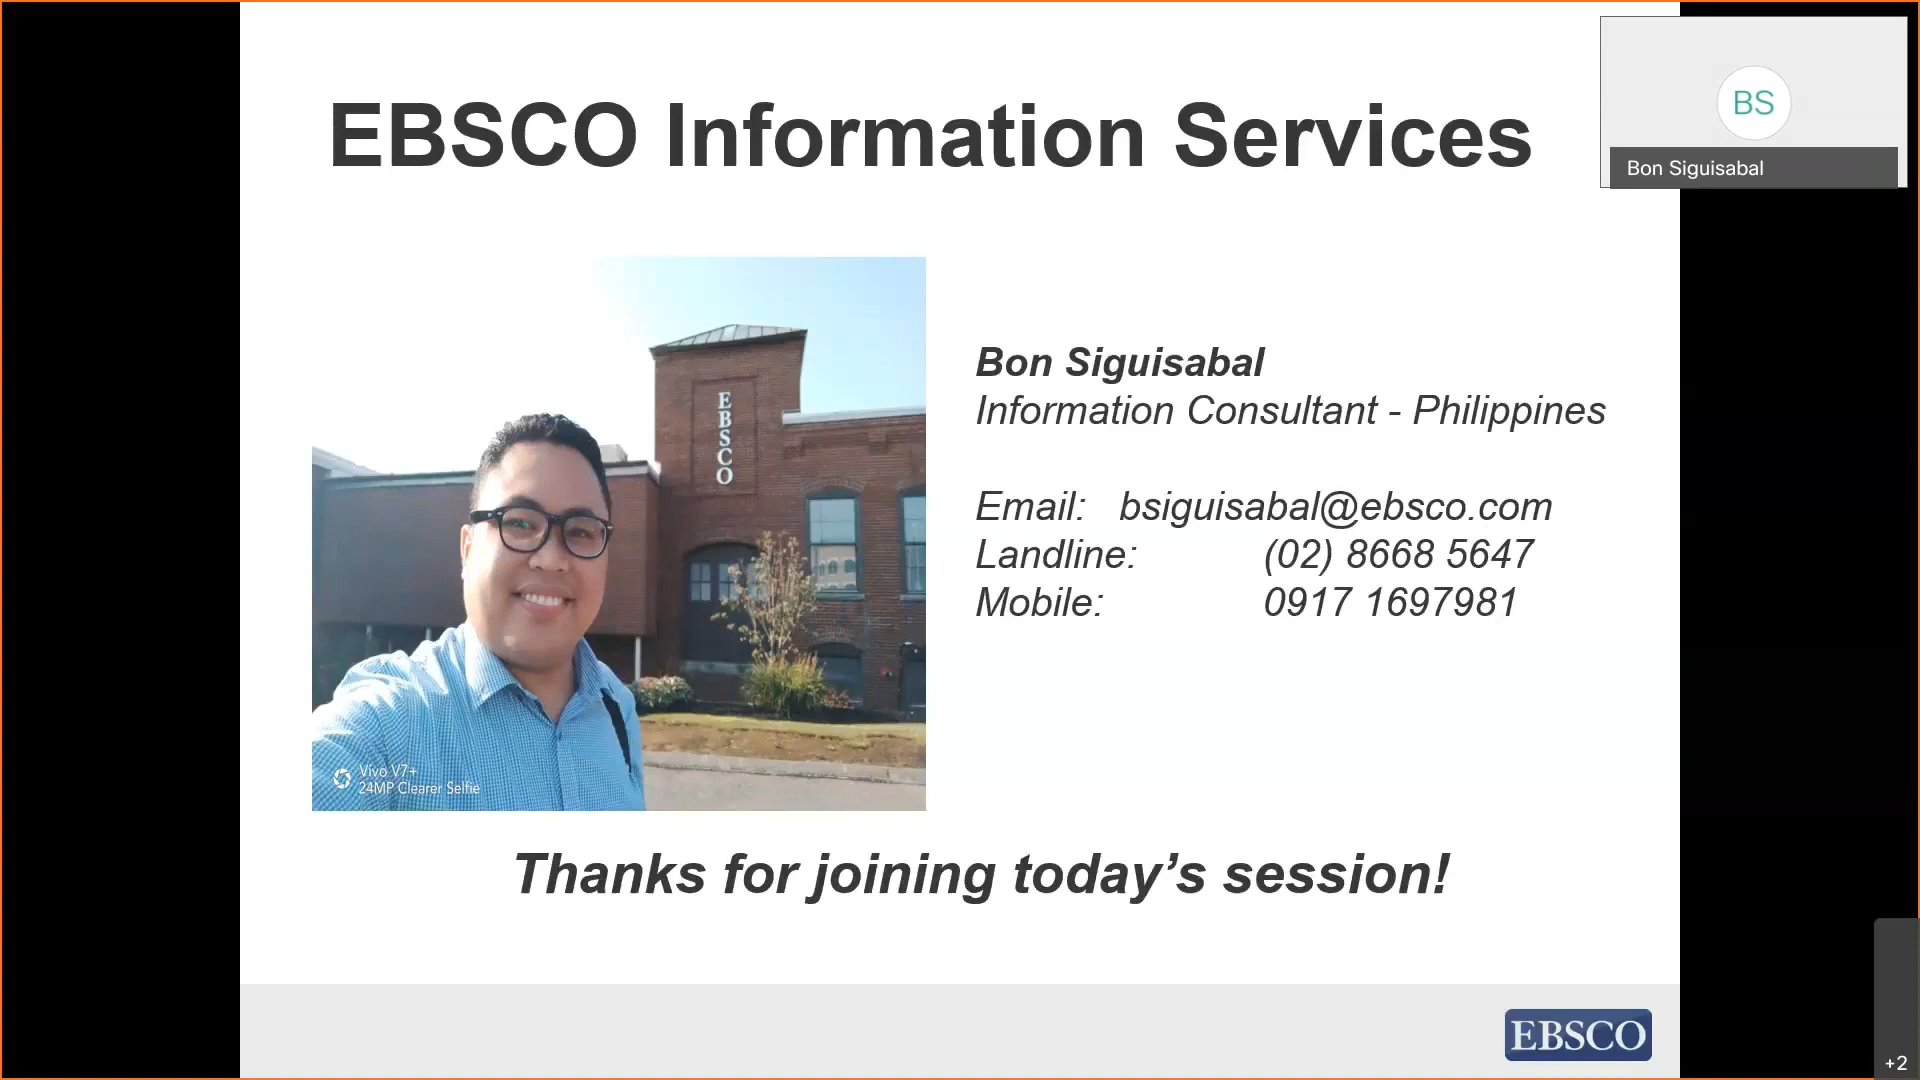 EBSCO Information Services
BS
Bon Siguisabal
EBSCO
Bon Siguisabal
Information Consultant - Philippines
Email: bsiguisabal@ebsco.com
Landline: (02) 8668 5647
Mobile: 0917 1697981
Vivo V7+
24MP Clearer Selfie
Thanks for joining today’s session!
EBSCO
+2